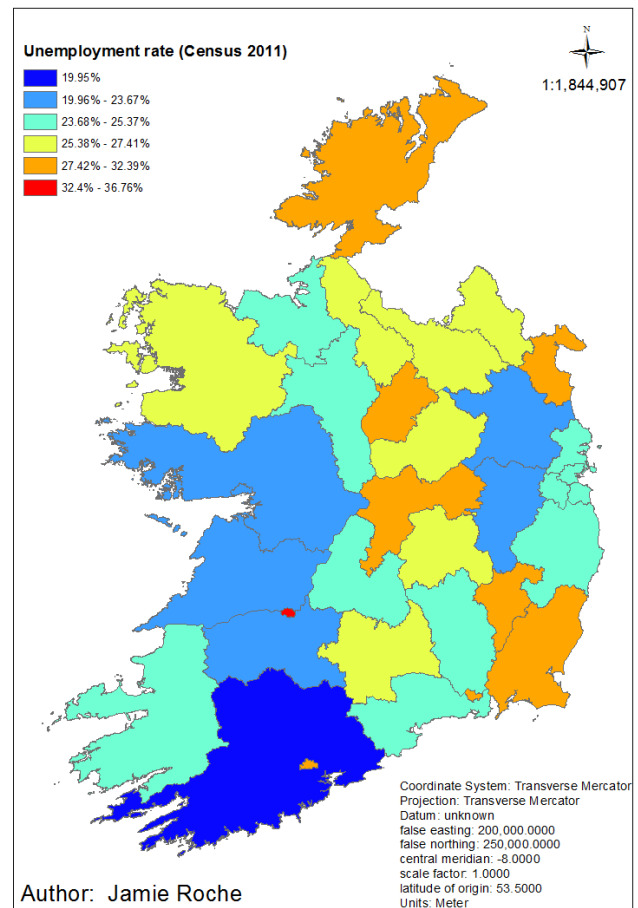 Unemployment rate (Census 2011)
19.95%
19.96% - 23.67%
23.68% - 25.37%
25.38% - 27.41%
27.42% - 32.39%
32.4% - 36.76%
N
1:1,844,907
Coordinate System: Transverse Mercator
Projection: Transverse Mercator
Datum: unknown
false easting: 200,000.0000
false northing: 250,000.0000
central meridian: -8.0000
scale factor: 1.0000
latitude of origin: 53.5000
Units: Meter
Author: Jamie Roche